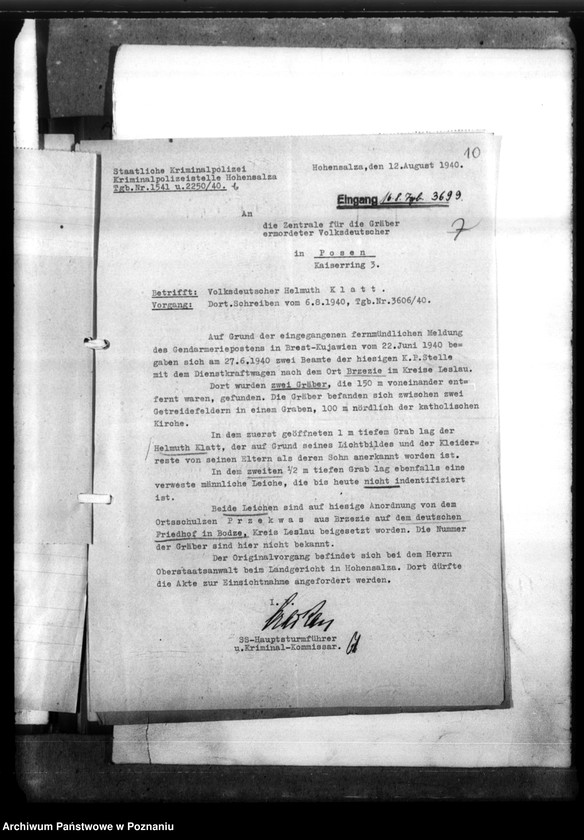 10
Staatliche Kriminalpolizei
Kriminalpolizeistelle Hohensalza
Tgb.Nr.1541 u.2250/40.
Hohensalza,den 12.August 1940.
Eingang 16.8. Tgb. 3699
An
die Zentrale für die Gräber
ermordeter Volksdeutscher
7
in Posen
Kaiserring 3.
Betrifft: Volksdeutscher Helmuth Klatt.
Vorgang: Dort.Schreiben vom 6.8.1940, Tgb.Nr.3606/40.
Auf Grund der eingegangenen fernmündlichen Meldung
des Gendarmeriepostens in Brest-Kujawien vom 22.Juni 1940 be=
gaben sich am 27.6.1940 zwei Beamte der hiesigen K.P.Stelle
mit dem Dienstkraftwagen nach dem Ort Brzezie im Kreise Leslau.
Dort wurden zwei Gräber, die 150 m voneinander ent=
fernt waren, gefunden. Die Gräber befanden sich zwischen zwei
Getreidefeldern in einem Graben, 100 m nördlich der katholischen
Kirche.
In dem zuerst geöffneten 1 m tiefem Grab lag der
Helmuth Klatt, der auf Grund seines Lichtbildes und der Kleider=
reste von seinen Eltern als deren Sohn anerkannt worden ist.
In dem zweiten ½ m tiefen Grab lag ebenfalls eine
verweste männliche Leiche, die bis heute nicht indentifiziert
ist.
Beide Leichen sind auf hiesige Anordnung von dem
Ortsschulzen Przekwas aus Brzezie auf dem deutschen
Friedhof in Bodze, Kreis Leslau beigesetzt worden. Die Nummer
der Gräber sind hier nicht bekannt.
Der Originalvorgang befindet sich bei dem Herrn
Oberstaatsanwalt beim Landgericht in Hohensalza. Dort dürfte
die Akte zur Einsichtnahme angefordert werden.
I.
SS-Hauptsturmführer
u.Kriminal-Kommissar.
Archiwum Państwowe w Poznaniu